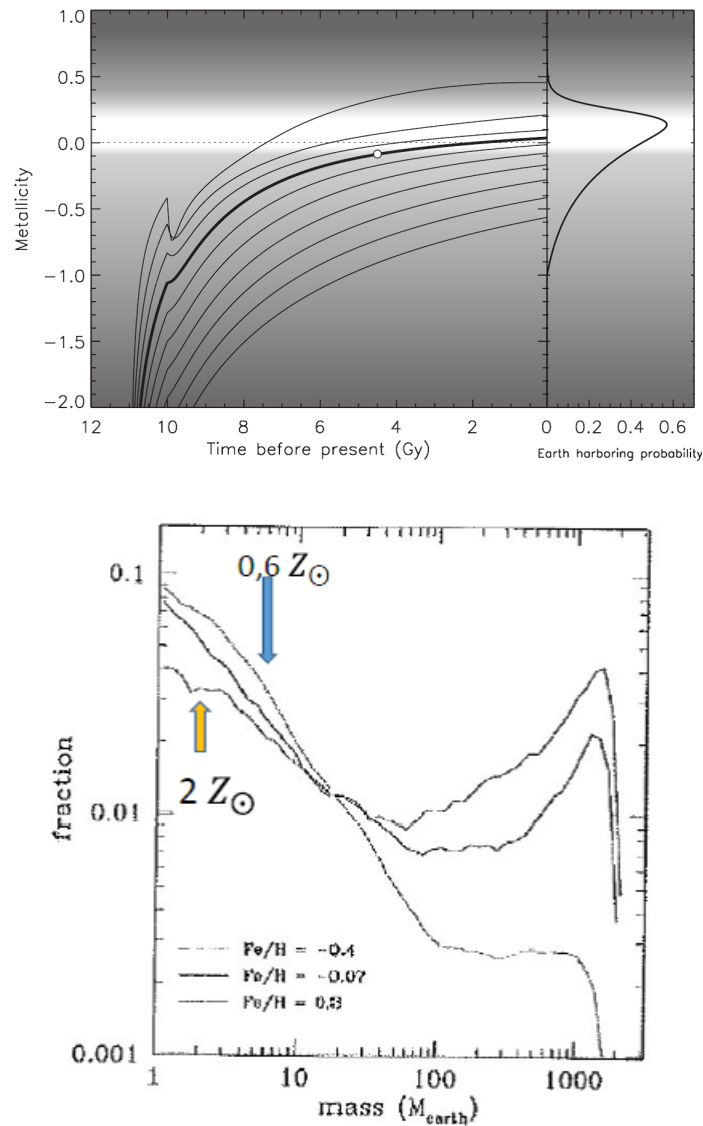 1.0
0.5
0.0
−0.5
−1.0
−1.5
−2.0
Metallicity
12 10 8 6 4 2 0 0.2 0.4 0.6
Time before present (Gy)
Earth harboring probability
0,6 Z☉
0.1
2 Z☉
0.01
fraction
Fe/H = −0.4
Fe/H = −0.07
Fe/H = 0.3
0.001
1 10 100 1000
mass (Mearth)